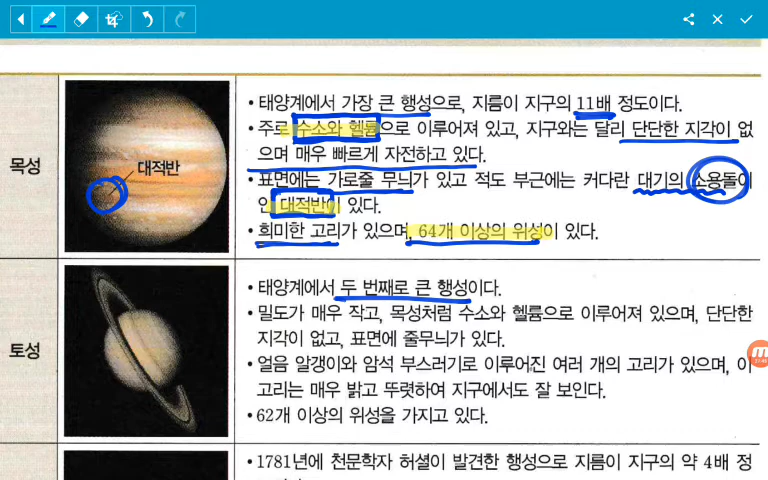 목성
대적반
• 태양계에서 가장 큰 행성으로, 지름이 지구의 11배 정도이다.
• 주로 수소와 헬륨으로 이루어져 있고, 지구와는 달리 단단한 지각이 없
으며 매우 빠르게 자전하고 있다.
• 표면에는 가로줄 무늬가 있고 적도 부근에는 커다란 대기의 소용돌이
인 대적반이 있다.
• 희미한 고리가 있으며, 64개 이상의 위성이 있다.
토성
• 태양계에서 두 번째로 큰 행성이다.
• 밀도가 매우 작고, 목성처럼 수소와 헬륨으로 이루어져 있으며, 단단한
지각이 없고, 표면에 줄무늬가 있다.
• 얼음 알갱이와 암석 부스러기로 이루어진 여러 개의 고리가 있으며, 이
고리는 매우 밝고 뚜렷하여 지구에서도 잘 보인다.
• 62개 이상의 위성을 가지고 있다.
• 1781년에 천문학자 허셜이 발견한 행성으로 지름이 지구의 약 4배 정